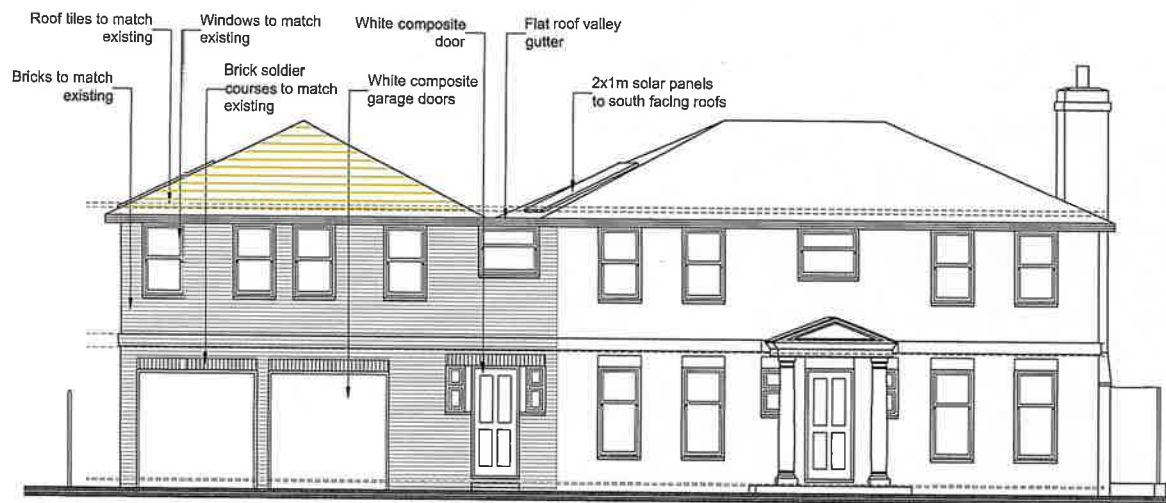 Roof tiles to match
existing
Windows to match
existing
White composite
door
Flat roof valley
gutter
Bricks to match
existing
Brick soldier
courses to match
existing
White composite
garage doors
2x1m solar panels
to south facing roofs